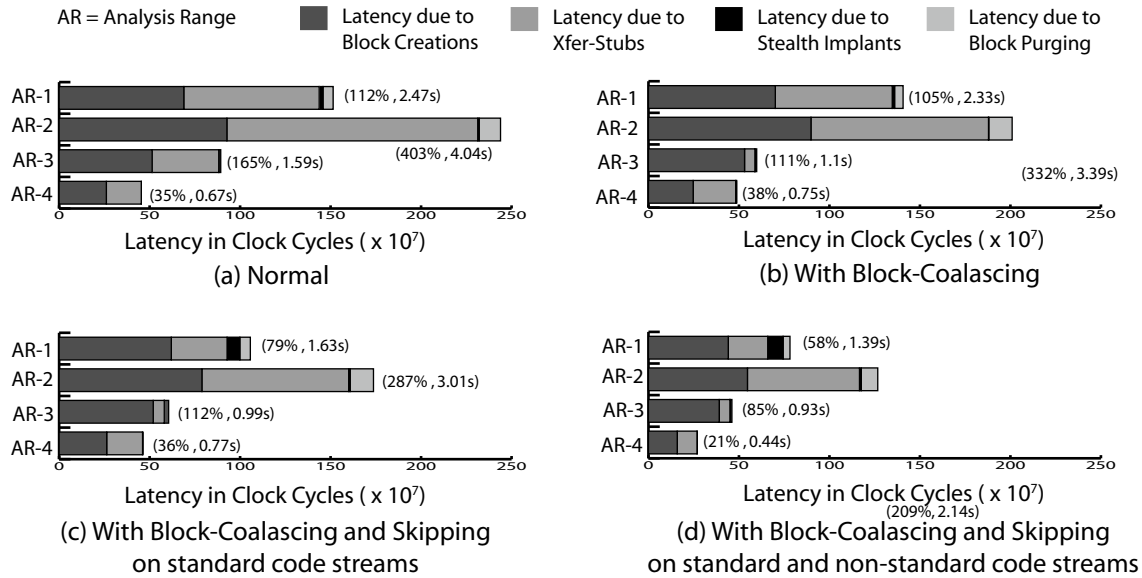 AR = Analysis Range
Latency due to
Block Creations
Latency due to
Xfer-Stubs
Latency due to
Stealth Implants
Latency due to
Block Purging
AR-1
(112%, 2.47s)
AR-2
(403%, 4.04s)
AR-3
(165%, 1.59s)
AR-4
(35%, 0.67s)
0 50 100 150 200 250
Latency in Clock Cycles ( x 10⁷)
(a) Normal
AR-1
(105%, 2.33s)
AR-2
AR-3
(111%, 1.1s)
(332%, 3.39s)
AR-4
(38%, 0.75s)
0 50 100 150 200 250
Latency in Clock Cycles ( x 10⁷)
(b) With Block-Coalascing
AR-1
(79%, 1.63s)
AR-2
(287%, 3.01s)
AR-3
(112%, 0.99s)
AR-4
(36%, 0.77s)
0 50 100 150 200 250
Latency in Clock Cycles ( x 10⁷)
(c) With Block-Coalascing and Skipping
on standard code streams
AR-1
(58%, 1.39s)
AR-2
AR-3
(85%, 0.93s)
AR-4
(21%, 0.44s)
0 50 100 150 200 250
Latency in Clock Cycles ( x 10⁷)
(209%, 2.14s)
(d) With Block-Coalascing and Skipping
on standard and non-standard code streams